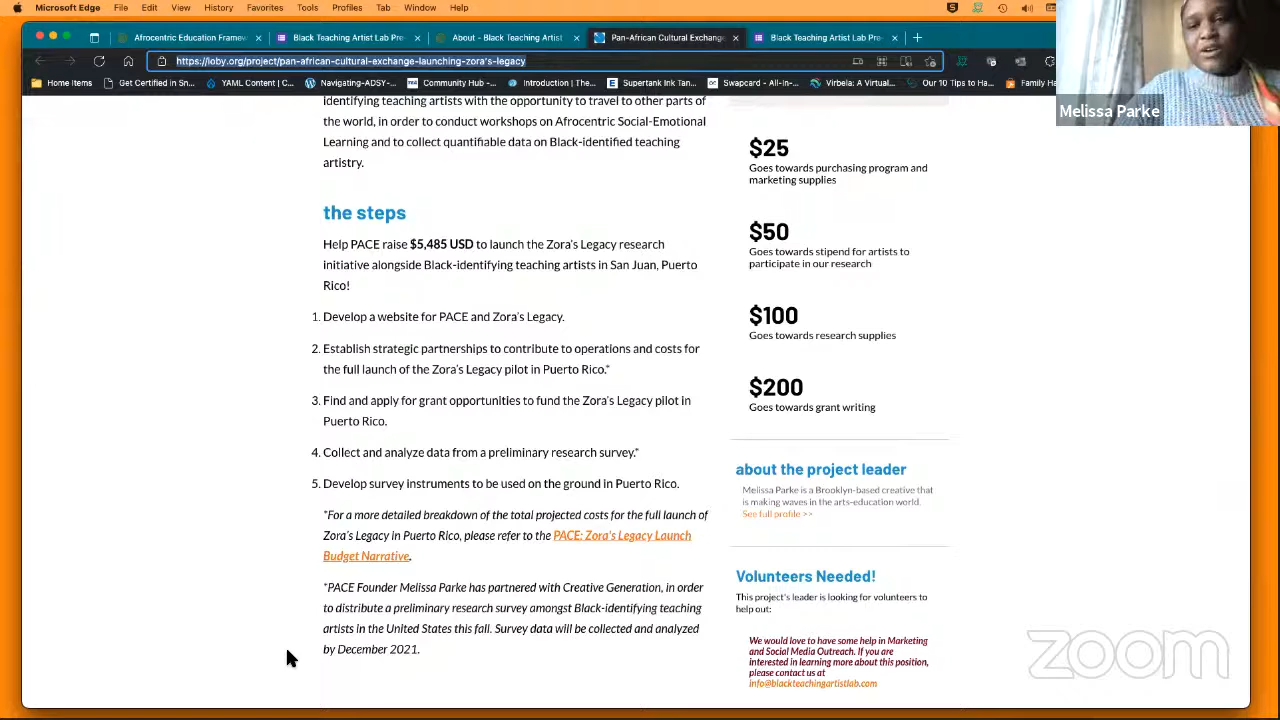 Firefox File Edit View History Favorites Tools Profiles Tab Window Help
Afrocentric Education Framew
Black Teaching Artist Lab Pre-
About - Black Teaching Artist
Pan-African Cultural Exchange
Black Teaching Artist Lab Pre-
https://ioby.org/project/pan-african-cultural-exchange-launching-zora's-legacy
Home Items
Get Certified in Sn...
YAML Content | C...
Navigating-ADSY-...
Community Hub -...
Introduction | The...
Supertank Ink Tan...
Swapcard - All-in-...
Virbela: A Virtual...
Our 10 Tips to Ha...
Family Ha
Melissa Parke
identifying teaching artists with the opportunity to travel to other parts of
the world, in order to conduct workshops on Afrocentric Social-Emotional
Learning and to collect quantifiable data on Black-identified teaching
artistry.
the steps
Help PACE raise $5,485 USD to launch the Zora's Legacy research
initiative alongside Black-identifying teaching artists in San Juan, Puerto
Rico!
1. Develop a website for PACE and Zora's Legacy.
2. Establish strategic partnerships to contribute to operations and costs for
the full launch of the Zora's Legacy pilot in Puerto Rico.*
3. Find and apply for grant opportunities to fund the Zora's Legacy pilot in
Puerto Rico.
4. Collect and analyze data from a preliminary research survey.*
5. Develop survey instruments to be used on the ground in Puerto Rico.
*For a more detailed breakdown of the total projected costs for the full launch of
Zora's Legacy in Puerto Rico, please refer to the PACE: Zora's Legacy Launch
Budget Narrative.
*PACE Founder Melissa Parke has partnered with Creative Generation, in order
to distribute a preliminary research survey amongst Black-identifying teaching
artists in the United States this fall. Survey data will be collected and analyzed
by December 2021.
$25
Goes towards purchasing program and
marketing supplies
$50
Goes towards stipend for artists to
participate in our research
$100
Goes towards research supplies
$200
Goes towards grant writing
about the project leader
Melissa Parke is a Brooklyn-based creative that
is making waves in the arts-education world.
See full profile >>
Volunteers Needed!
This project's leader is looking for volunteers to
help out:
We would love to have some help in Marketing
and Social Media Outreach. If you are
interested in learning more about this position,
please contact us at
info@blackteachingartistlab.com
zoom